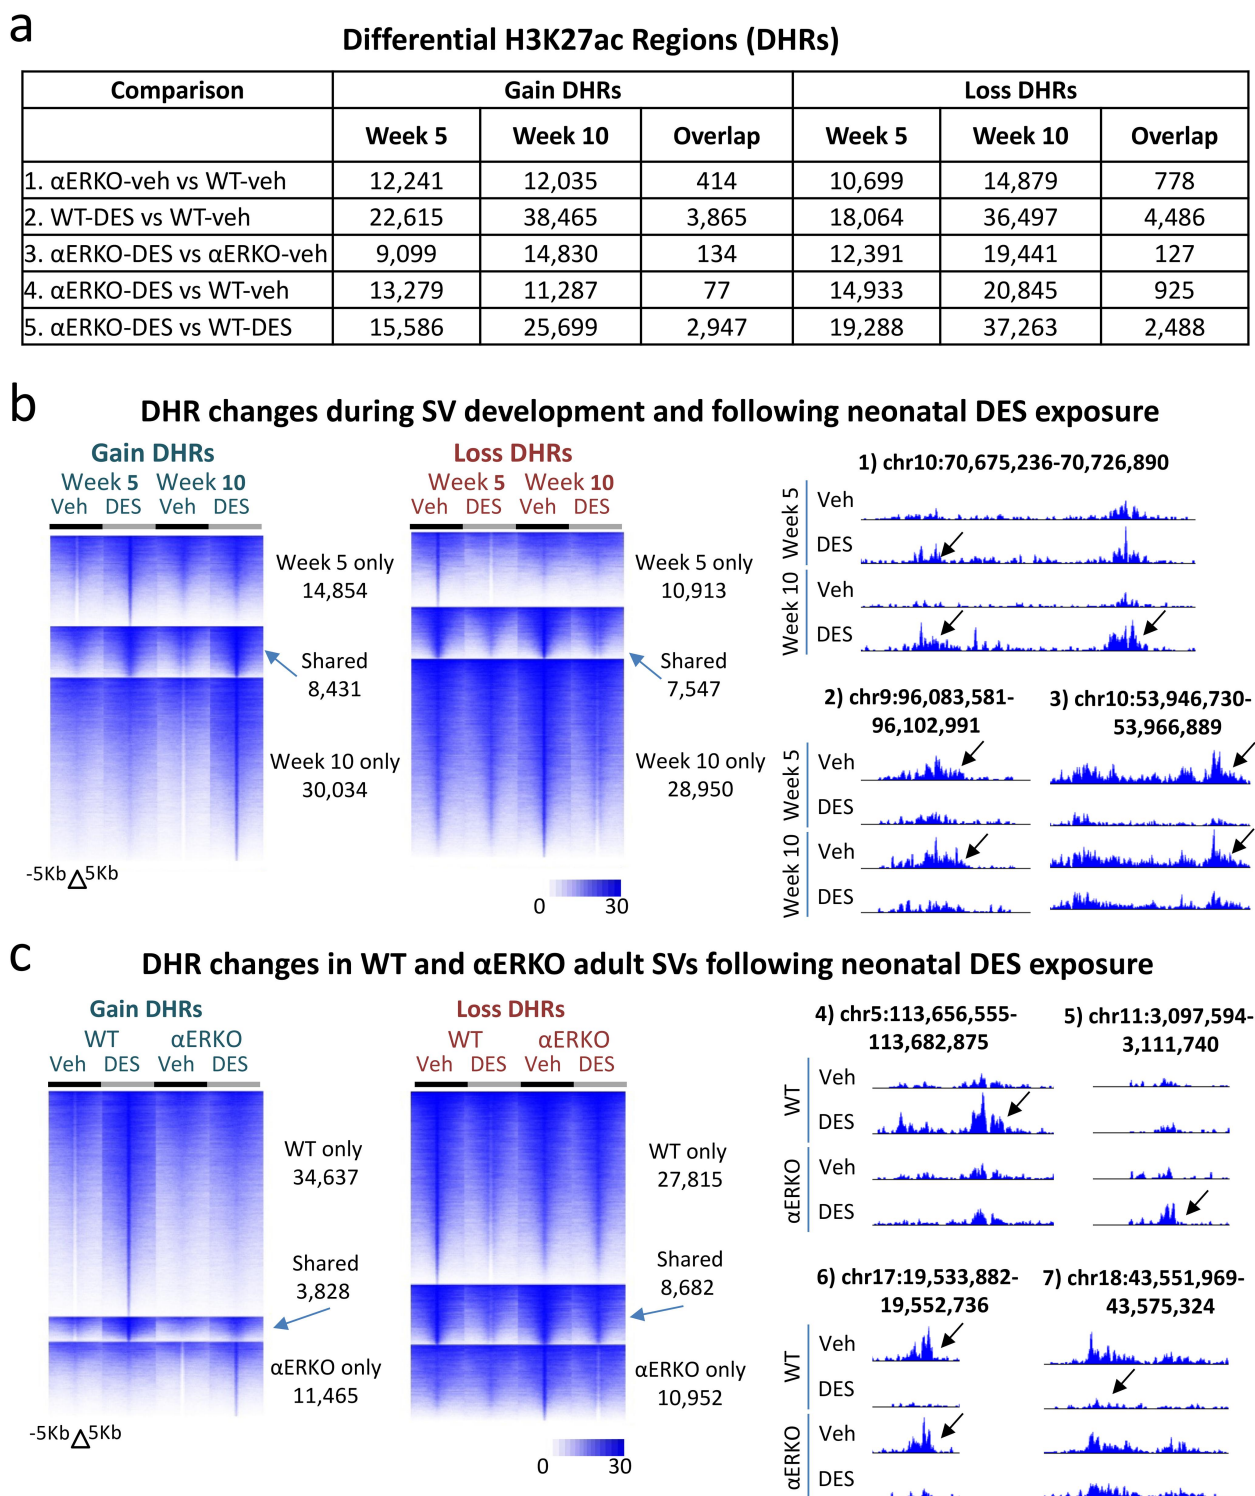 a
Differential H3K27ac Regions (DHRs)
Comparison Gain DHRs Loss DHRs
Week 5 Week 10 Overlap Week 5 Week 10 Overlap
1. αERKO-veh vs WT-veh 12,241 12,035 414 10,699 14,879 778
2. WT-DES vs WT-veh 22,615 38,465 3,865 18,064 36,497 4,486
3. αERKO-DES vs αERKO-veh 9,099 14,830 134 12,391 19,441 127
4. αERKO-DES vs WT-veh 13,279 11,287 77 14,933 20,845 925
5. αERKO-DES vs WT-DES 15,586 25,699 2,947 19,288 37,263 2,488
b
DHR changes during SV development and following neonatal DES exposure
Gain DHRs
Week 5 Week 10
Veh DES Veh DES
Week 5 only
14,854
Shared
8,431
Week 10 only
30,034
-5Kb 5Kb
Loss DHRs
Week 5 Week 10
Veh DES Veh DES
Week 5 only
10,913
Shared
7,547
Week 10 only
28,950
0 30
1) chr10:70,675,236-70,726,890
Week 5
Veh
DES
Week 10
Veh
DES
2) chr9:96,083,581-
96,102,991
3) chr10:53,946,730-
53,966,889
Week 5
Veh
DES
Week 10
Veh
DES
c
DHR changes in WT and αERKO adult SVs following neonatal DES exposure
Gain DHRs
WT αERKO
Veh DES Veh DES
WT only
34,637
Shared
3,828
αERKO only
11,465
-5Kb 5Kb
Loss DHRs
WT αERKO
Veh DES Veh DES
WT only
27,815
Shared
8,682
αERKO only
10,952
0 30
4) chr5:113,656,555-
113,682,875
5) chr11:3,097,594-
3,111,740
WT
Veh
DES
αERKO
Veh
DES
6) chr17:19,533,882-
19,552,736
7) chr18:43,551,969-
43,575,324
WT
Veh
DES
αERKO
Veh
DES